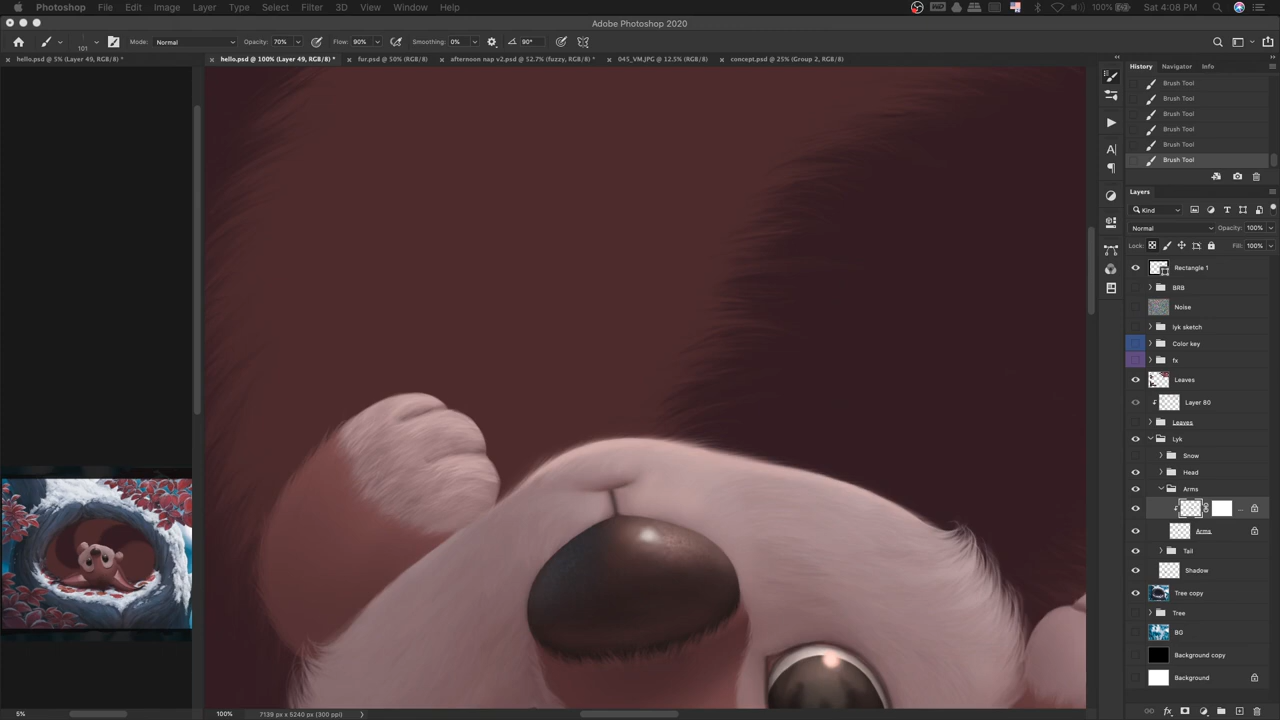 Photoshop File Edit Image Layer Type Select Filter 3D View Window Help 100% Sat 4:08 PM
Adobe Photoshop 2020
101 Mode: Normal Opacity: 70% Flow: 90% Smoothing: 0% 90°
hello.psd @ 5% (Layer 49, RGB/8) * hello.psd @ 100% (Layer 49, RGB/8) * fur.psd @ 50% (RGB/8) afternoon nap v2.psd @ 52.7% (fuzzy, RGB/8) * 045_VM.JPG @ 12.5% (RGB/8) concept.psd @ 25% (Group 2, RGB/8)
History Navigator Info
Brush Tool
Brush Tool
Brush Tool
Brush Tool
Brush Tool
Brush Tool
Layers
Kind
Normal Opacity: 100%
Lock: Fill: 100%
Rectangle 1
BRB
Noise
lyk sketch
Color key
fx
Leaves
Layer 80
Leaves
Lyk
Snow
Head
Arms
...
Arms
Tail
Shadow
Tree copy
Tree
BG
Background copy
Background
5% 100% 7139 px x 6240 px (300 ppi)